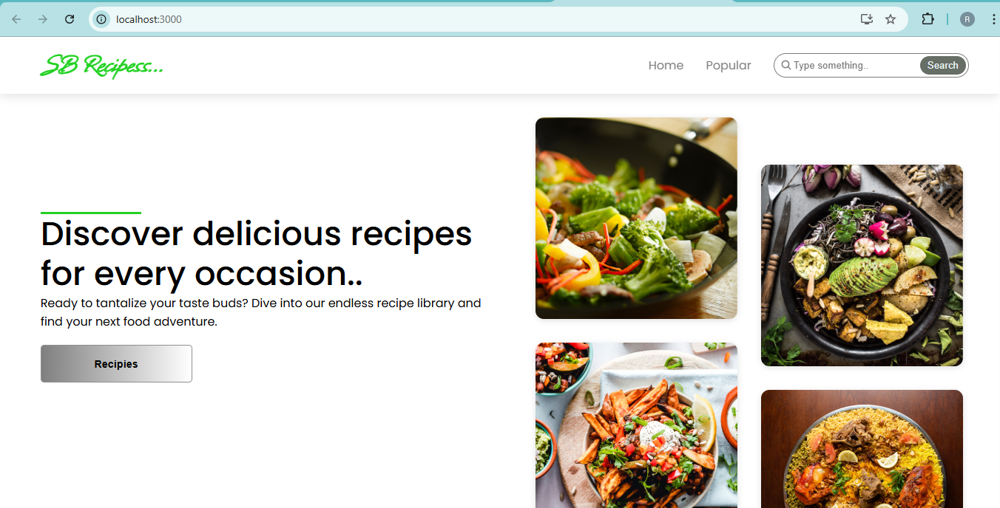 localhost:3000
R
SB Recipess...
Home
Popular
Type something..
Search
Discover delicious recipes
for every occasion..
Ready to tantalize your taste buds? Dive into our endless recipe library and
find your next food adventure.
Recipies